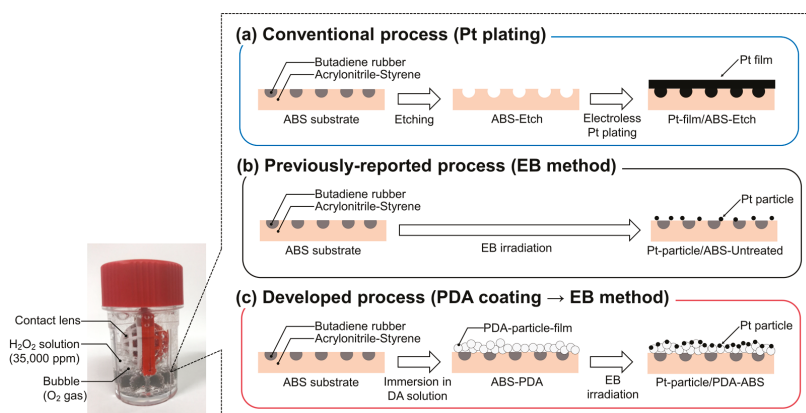 (a) Conventional process (Pt plating)
Butadiene rubber
Acrylonitrile-Styrene
Pt film
ABS substrate
Etching
ABS-Etch
Electroless
Pt plating
Pt-film/ABS-Etch
(b) Previously-reported process (EB method)
Butadiene rubber
Acrylonitrile-Styrene
Pt particle
ABS substrate
EB irradiation
Pt-particle/ABS-Untreated
(c) Developed process (PDA coating → EB method)
Butadiene rubber
Acrylonitrile-Styrene
PDA-particle-film
Pt particle
ABS substrate
Immersion in
DA solution
ABS-PDA
EB
irradiation
Pt-particle/PDA-ABS
Contact lens
H₂O₂ solution
(35,000 ppm)
Bubble
(O₂ gas)